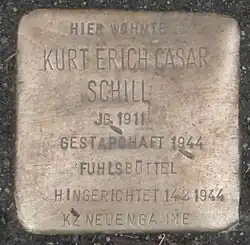 HIER WOHNTE
KURT ERICH CÄSAR
SCHILL
JG. 1911
GESTAPOHAFT 1944
FUHLSBÜTTEL
HINGERICHTET 14.2.1944
KZ NEUENGAMME